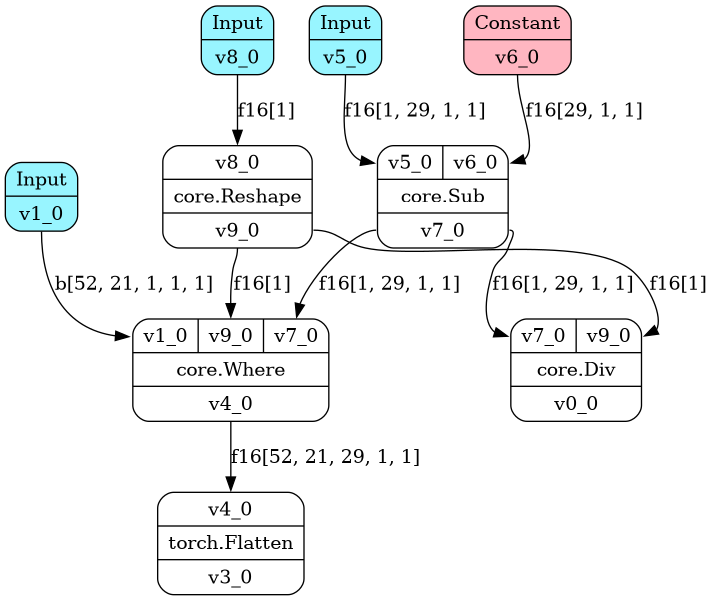 Input
v8_0
Input
v5_0
Constant
v6_0
f16[1]
f16[1, 29, 1, 1]
f16[29, 1, 1]
Input
v1_0
v8_0
core.Reshape
v9_0
v5_0 v6_0
core.Sub
v7_0
b[52, 21, 1, 1, 1]
f16[1]
f16[1, 29, 1, 1]
f16[1, 29, 1, 1]
f16[1]
v1_0 v9_0 v7_0
core.Where
v4_0
v7_0 v9_0
core.Div
v0_0
f16[52, 21, 29, 1, 1]
v4_0
torch.Flatten
v3_0